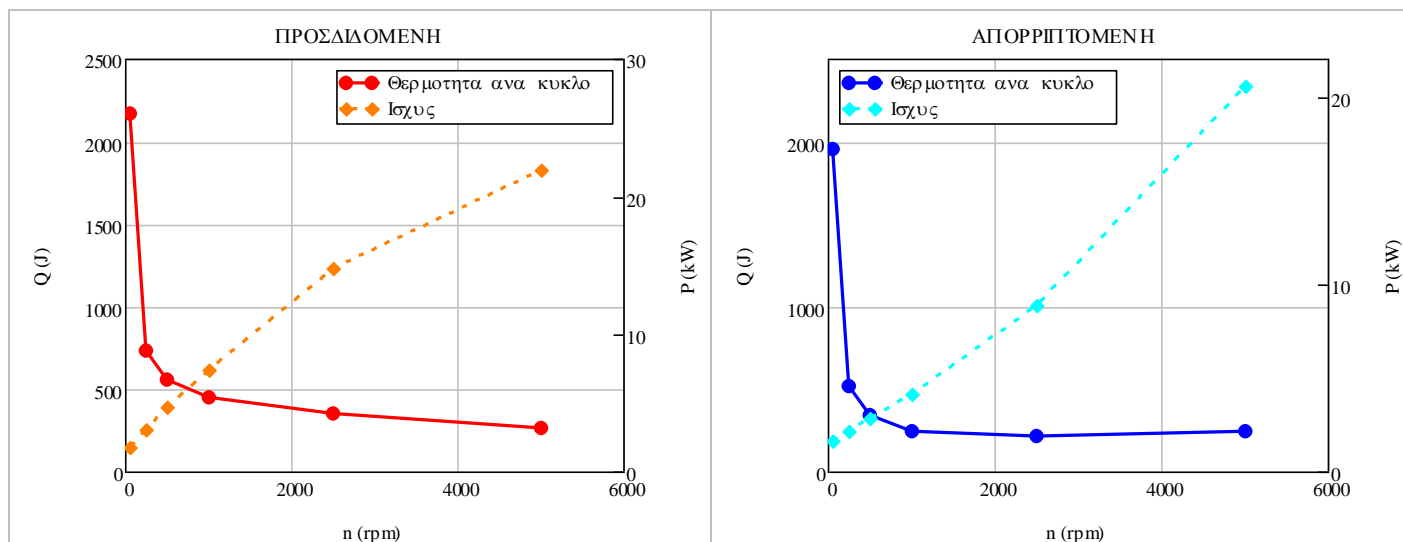 ΠΡΟΣΔΙΔΟΜΕΝΗ
2500
2000
1500
1000
500
0
30
20
10
0
Θερμοτητα ανα κυκλο
Ισχυς
Q (J)
P (kW)
0
2000
4000
6000
n (rpm)
ΑΠΟΡΡΙΠΤΟΜΕΝΗ
2000
1000
0
20
10
0
Θερμοτητα ανα κυκλο
Ισχυς
Q (J)
P (kW)
0
2000
4000
6000
n (rpm)